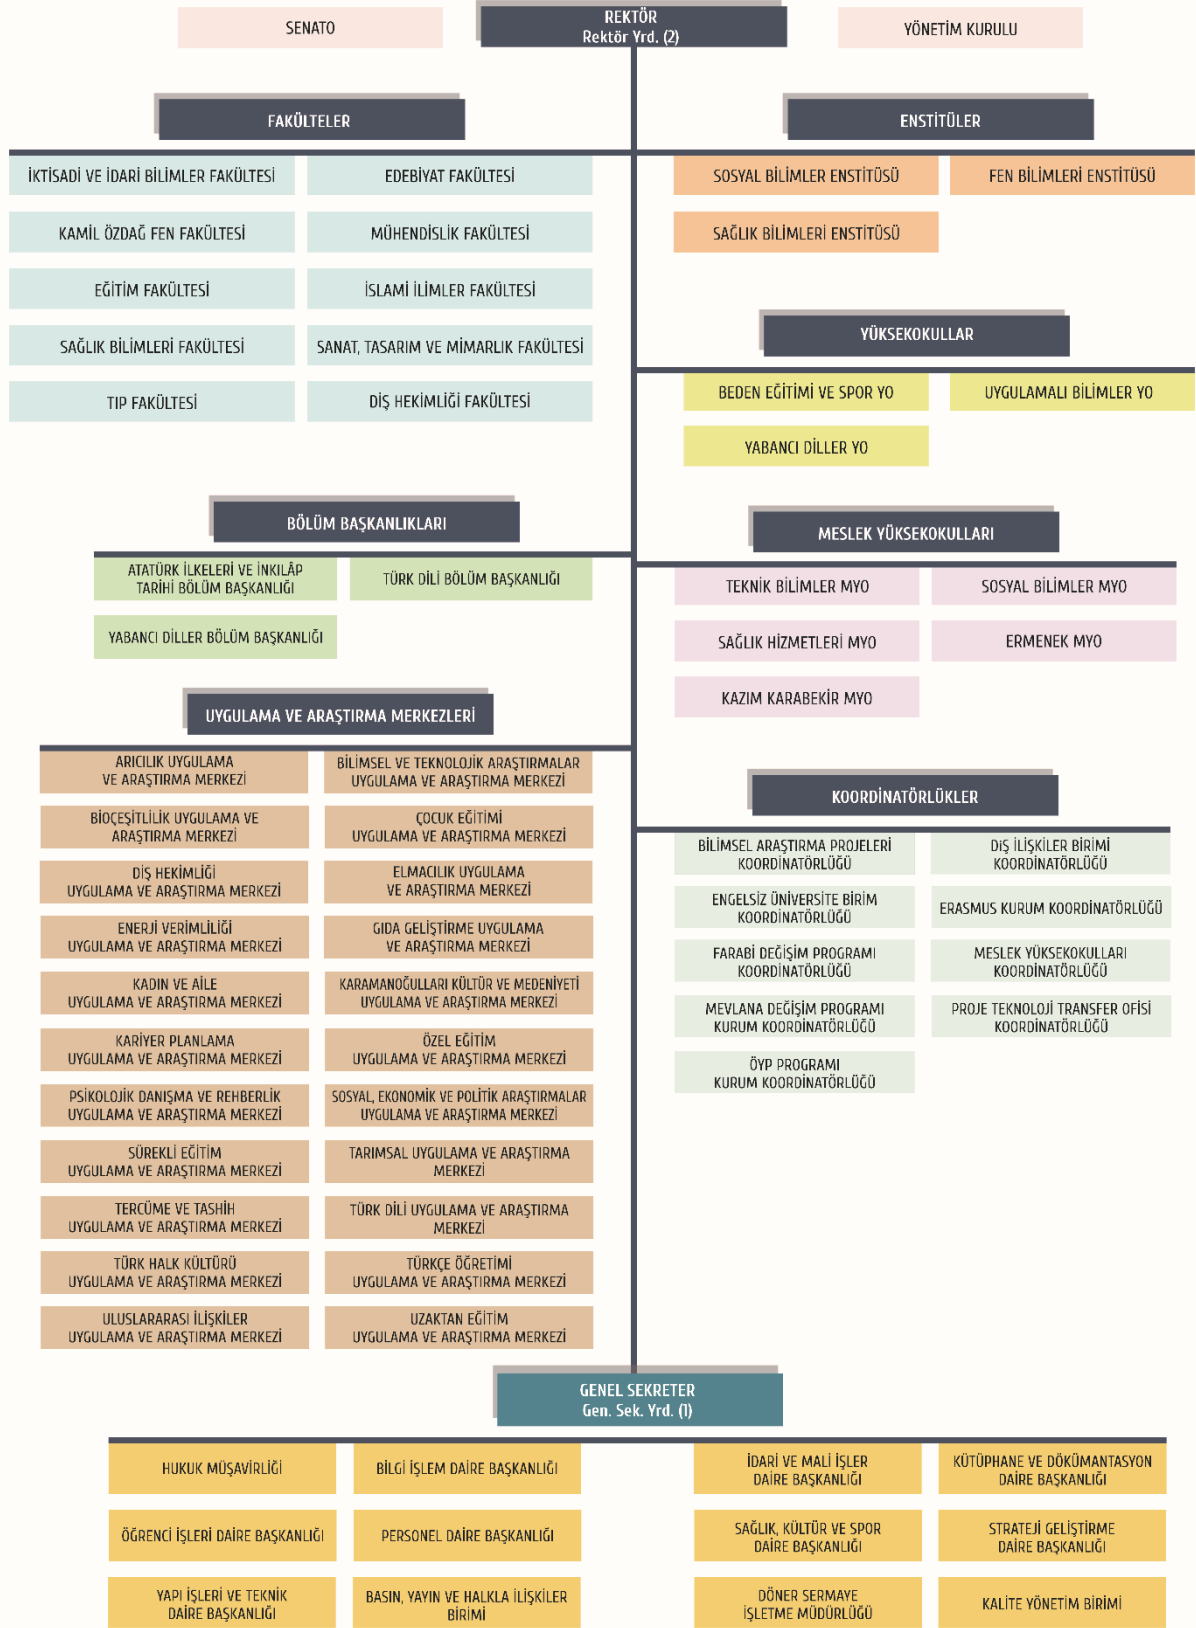 SENATO
REKTÖR
Rektör Yrd. (2)
YÖNETİM KURULU
FAKÜLTELER
İKTİSADİ VE İDARİ BİLİMLER FAKÜLTESİ
EDEBİYAT FAKÜLTESİ
KAMİL ÖZDAĞ FEN FAKÜLTESİ
MÜHENDİSLİK FAKÜLTESİ
EĞİTİM FAKÜLTESİ
İSLAMİ İLİMLER FAKÜLTESİ
SAĞLIK BİLİMLERİ FAKÜLTESİ
SANAT, TASARIM VE MİMARLIK FAKÜLTESİ
TIP FAKÜLTESİ
DİŞ HEKİMLİĞİ FAKÜLTESİ
ENSTİTÜLER
SOSYAL BİLİMLER ENSTİTÜSÜ
FEN BİLİMLERİ ENSTİTÜSÜ
SAĞLIK BİLİMLERİ ENSTİTÜSÜ
YÜKSEKOKULLAR
BEDEN EĞİTİMİ VE SPOR YO
UYGULAMALI BİLİMLER YO
YABANCI DİLLER YO
BÖLÜM BAŞKANLIKLARI
ATATÜRK İLKELERİ VE İNKILÂP
TARİHİ BÖLÜM BAŞKANLIĞI
TÜRK DİLİ BÖLÜM BAŞKANLIĞI
YABANCI DİLLER BÖLÜM BAŞKANLIĞI
MESLEK YÜKSEKOKULLARI
TEKNİK BİLİMLER MYO
SOSYAL BİLİMLER MYO
SAĞLIK HİZMETLERİ MYO
ERMENEK MYO
KAZIM KARABEKİR MYO
UYGULAMA VE ARAŞTIRMA MERKEZLERİ
ARICILIK UYGULAMA
VE ARAŞTIRMA MERKEZİ
BİLİMSEL VE TEKNOLOJİK ARAŞTIRMALAR
UYGULAMA VE ARAŞTIRMA MERKEZİ
BİOÇEŞİTLİLİK UYGULAMA VE
ARAŞTIRMA MERKEZİ
ÇOCUK EĞİTİMİ
UYGULAMA VE ARAŞTIRMA MERKEZİ
DİŞ HEKİMLİĞİ
UYGULAMA VE ARAŞTIRMA MERKEZİ
ELMACILIK UYGULAMA
VE ARAŞTIRMA MERKEZİ
ENERJİ VERİMLİLİĞİ
UYGULAMA VE ARAŞTIRMA MERKEZİ
GIDA GELİŞTİRME UYGULAMA
VE ARAŞTIRMA MERKEZİ
KADIN VE AİLE
UYGULAMA VE ARAŞTIRMA MERKEZİ
KARAMANOĞULLARI KÜLTÜR VE MEDENİYETİ
UYGULAMA VE ARAŞTIRMA MERKEZİ
KARİYER PLANLAMA
UYGULAMA VE ARAŞTIRMA MERKEZİ
ÖZEL EĞİTİM
UYGULAMA VE ARAŞTIRMA MERKEZİ
PSİKOLOJİK DANIŞMA VE REHBERLİK
UYGULAMA VE ARAŞTIRMA MERKEZİ
SOSYAL, EKONOMİK VE POLİTİK ARAŞTIRMALAR
UYGULAMA VE ARAŞTIRMA MERKEZİ
SÜREKLİ EĞİTİM
UYGULAMA VE ARAŞTIRMA MERKEZİ
TARIMSAL UYGULAMA VE ARAŞTIRMA
MERKEZİ
TERCÜME VE TASHİH
UYGULAMA VE ARAŞTIRMA MERKEZİ
TÜRK DİLİ UYGULAMA VE ARAŞTIRMA
MERKEZİ
TÜRK HALK KÜLTÜRÜ
UYGULAMA VE ARAŞTIRMA MERKEZİ
TÜRKÇE ÖĞRETİMİ
UYGULAMA VE ARAŞTIRMA MERKEZİ
ULUSLARARASI İLİŞKİLER
UYGULAMA VE ARAŞTIRMA MERKEZİ
UZAKTAN EĞİTİM
UYGULAMA VE ARAŞTIRMA MERKEZİ
KOORDİNATÖRLÜKLER
BİLİMSEL ARAŞTIRMA PROJELERİ
KOORDİNATÖRLÜĞÜ
DIŞ İLİŞKİLER BİRİMİ
KOORDİNATÖRLÜĞÜ
ENGELSİZ ÜNİVERSİTE BİRİM
KOORDİNATÖRLÜĞÜ
ERASMUS KURUM KOORDİNATÖRLÜĞÜ
FARABİ DEĞİŞİM PROGRAMI
KOORDİNATÖRLÜĞÜ
MESLEK YÜKSEKOKULLARI
KOORDİNATÖRLÜĞÜ
MEVLANA DEĞİŞİM PROGRAMI
KURUM KOORDİNATÖRLÜĞÜ
PROJE TEKNOLOJİ TRANSFER OFİSİ
KOORDİNATÖRLÜĞÜ
ÖYP PROGRAMI
KURUM KOORDİNATÖRLÜĞÜ
GENEL SEKRETER
Gen. Sek. Yrd. (1)
HUKUK MÜŞAVİRLİĞİ
BİLGİ İŞLEM DAİRE BAŞKANLIĞI
İDARİ VE MALİ İŞLER
DAİRE BAŞKANLIĞI
KÜTÜPHANE VE DÖKÜMANTASYON
DAİRE BAŞKANLIĞI
ÖĞRENCİ İŞLERİ DAİRE BAŞKANLIĞI
PERSONEL DAİRE BAŞKANLIĞI
SAĞLIK, KÜLTÜR VE SPOR
DAİRE BAŞKANLIĞI
STRATEJİ GELİŞTİRME
DAİRE BAŞKANLIĞI
YAPI İŞLERİ VE TEKNİK
DAİRE BAŞKANLIĞI
BASIN, YAYIN VE HALKLA İLİŞKİLER
BİRİMİ
DÖNER SERMAYE
İŞLETME MÜDÜRLÜĞÜ
KALİTE YÖNETİM BİRİMİ